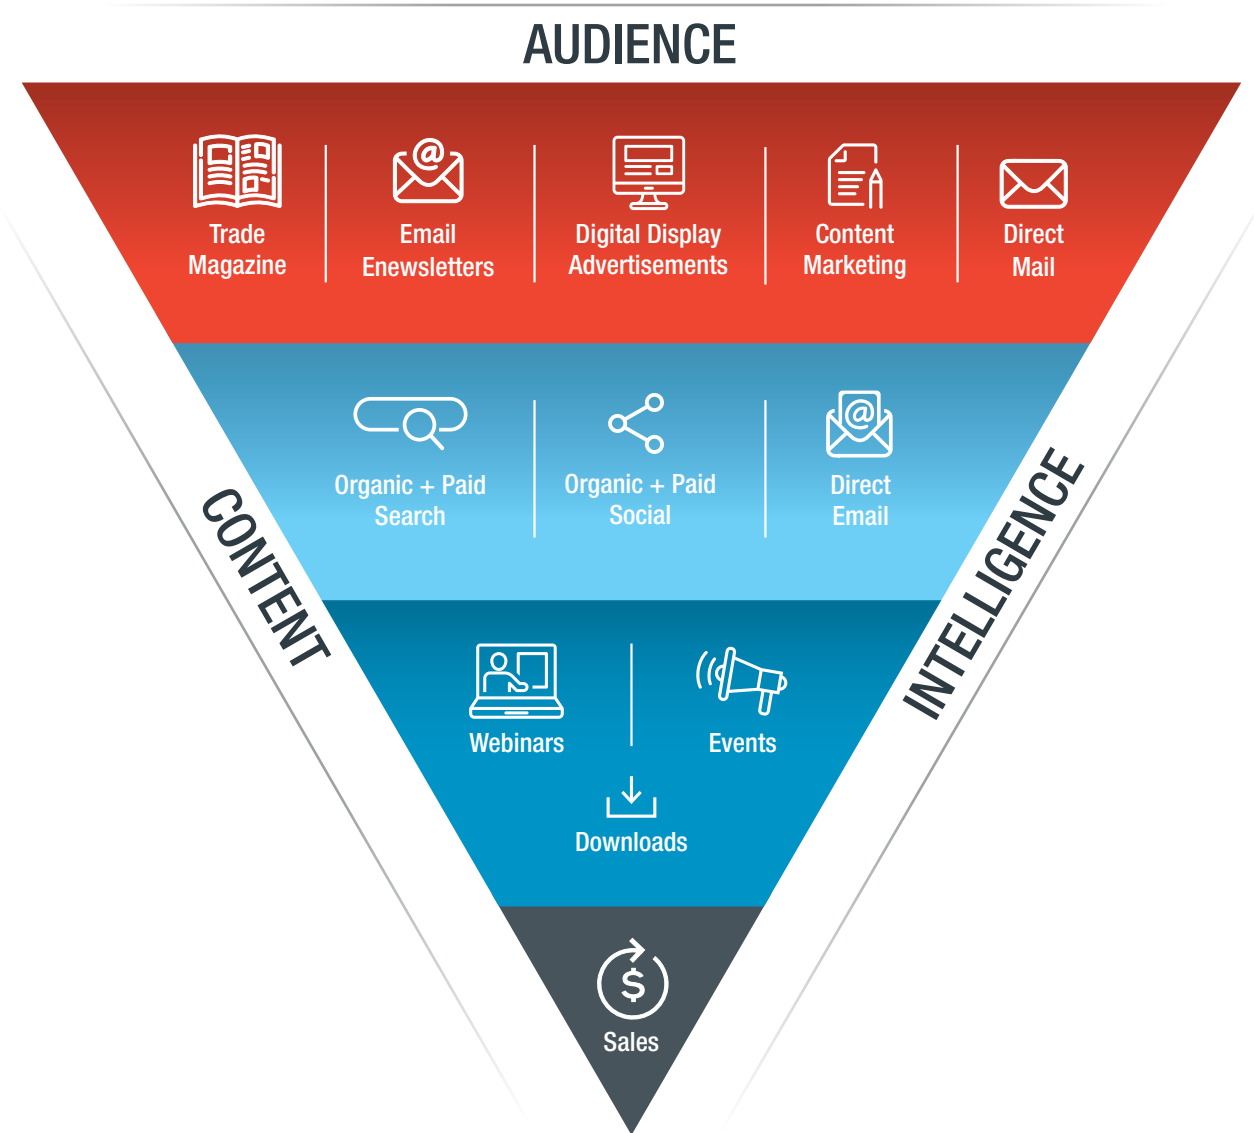 AUDIENCE
Trade
Magazine
Email
Enewsletters
Digital Display
Advertisements
Content
Marketing
Direct
Mail
Organic + Paid
Search
Organic + Paid
Social
Direct
Email
CONTENT
INTELLIGENCE
Webinars
Events
Downloads
$
Sales